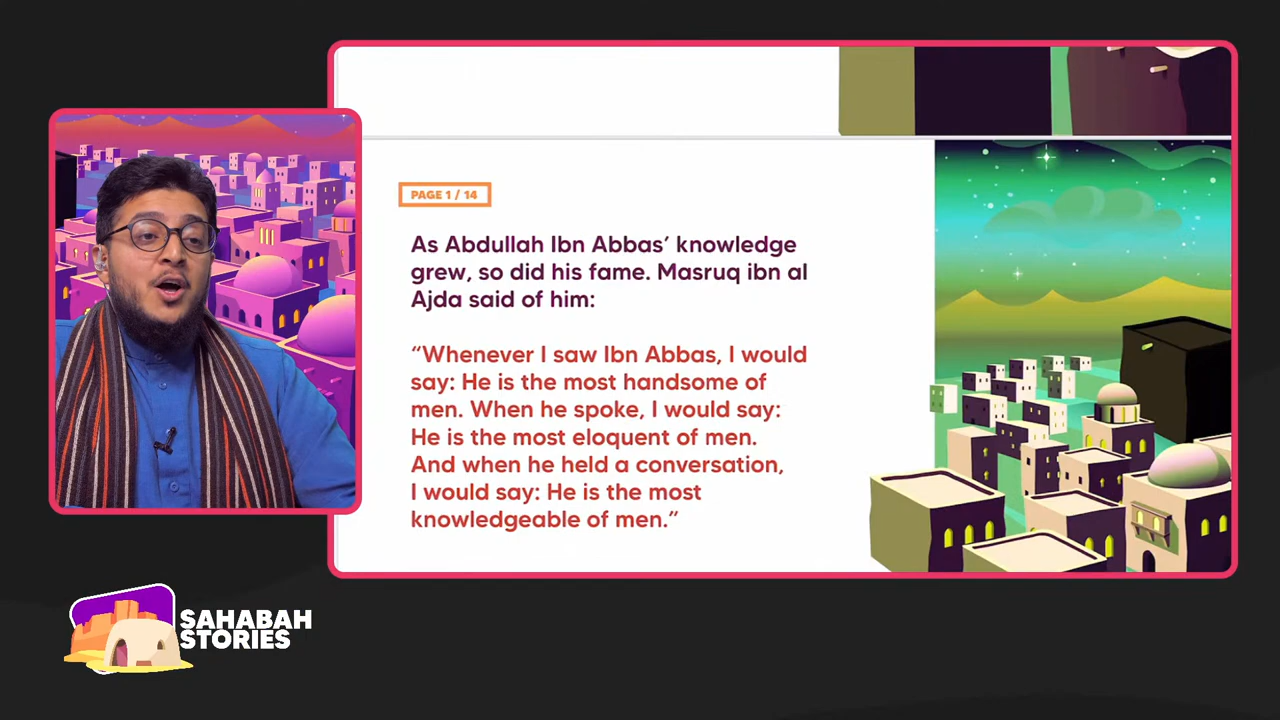 PAGE 1 / 14
As Abdullah Ibn Abbas’ knowledge
grew, so did his fame. Masruq ibn al
Ajda said of him:
“Whenever I saw Ibn Abbas, I would
say: He is the most handsome of
men. When he spoke, I would say:
He is the most eloquent of men.
And when he held a conversation,
I would say: He is the most
knowledgeable of men.”
SAHABAH
STORIES